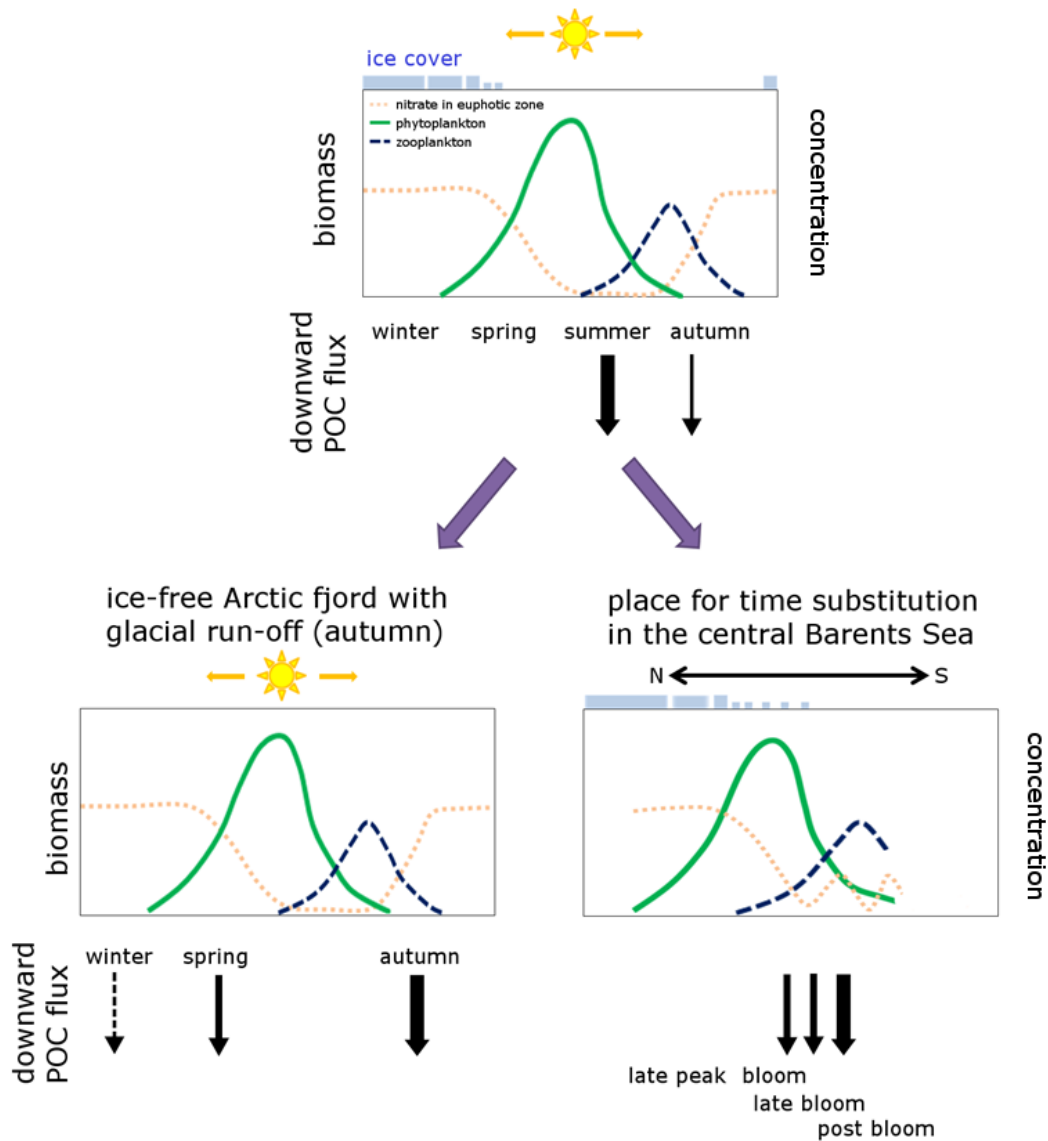 ice cover
nitrate in euphotic zone
phytoplankton
zooplankton
biomass
concentration
winter spring summer autumn
downward
POC flux
ice-free Arctic fjord with
glacial run-off (autumn)
place for time substitution
in the central Barents Sea
N S
biomass
concentration
winter spring autumn
downward
POC flux
late peak bloom
late bloom
post bloom